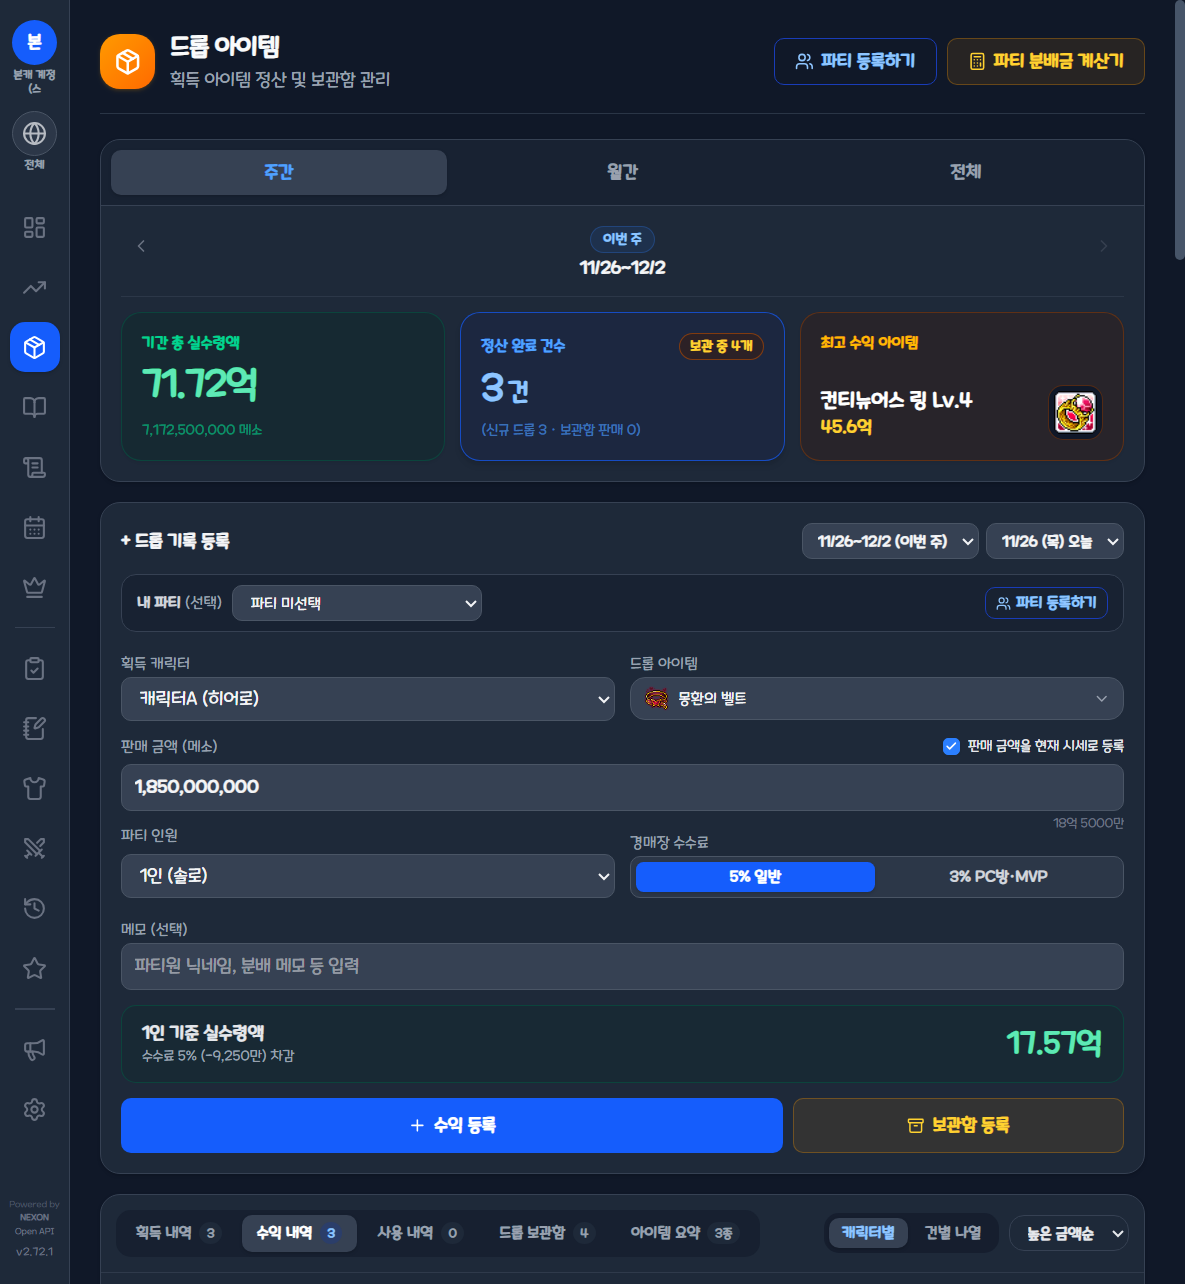 본
본캐 계정
(스
전체
Powered by
NEXON
Open API
v2.72.1
드롭 아이템
획득 아이템 정산 및 보관함 관리
파티 등록하기
파티 분배금 계산기
주간
월간
전체
이번 주
11/26~12/2
기간 총 실수령액
71.72억
7,172,500,000 메소
정산 완료 건수
보관 중 4개
3건
(신규 드롭 3 · 보관함 판매 0)
최고 수익 아이템
컨티뉴어스 링 Lv.4
45.6억
+ 드롭 기록 등록
11/26~12/2 (이번 주)
11/26 (목) 오늘
내 파티 (선택)
파티 미선택
파티 등록하기
획득 캐릭터
드롭 아이템
캐릭터A (히어로)
몽환의 벨트
판매 금액 (메소)
판매 금액을 현재 시세로 등록
1,850,000,000
18억 5000만
파티 인원
경매장 수수료
1인 (솔로)
5% 일반
3% PC방·MVP
메모 (선택)
파티원 닉네임, 분배 메모 등 입력
1인 기준 실수령액
수수료 5% (-9,250만) 차감
17.57억
+ 수익 등록
보관함 등록
획득 내역 3
수익 내역 3
사용 내역 0
드롭 보관함 4
아이템 요약 3종
캐릭터별
건별 나열
높은 금액순